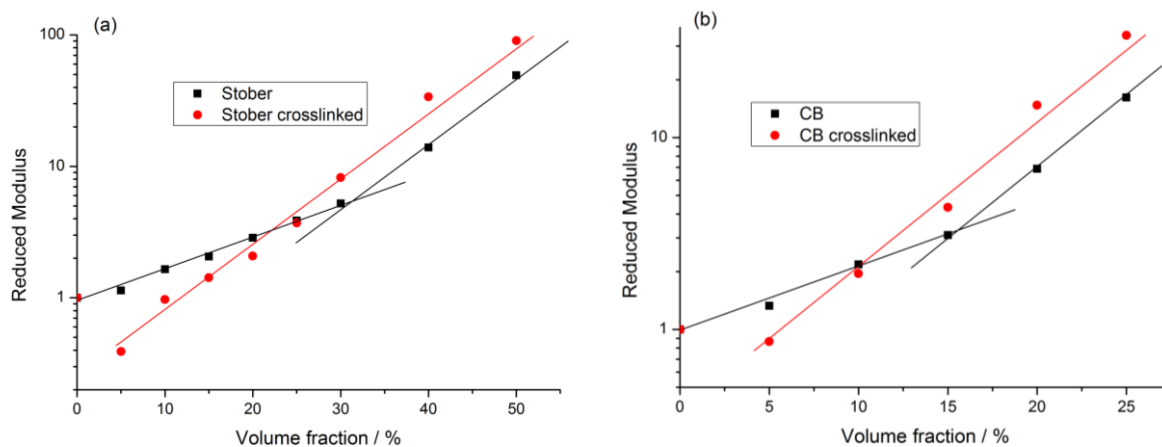 (a)
100
10
1
Reduced Modulus
Stober
Stober crosslinked
0 10 20 30 40 50
Volume fraction / %
(b)
10
1
Reduced Modulus
CB
CB crosslinked
0 5 10 15 20 25
Volume fraction / %